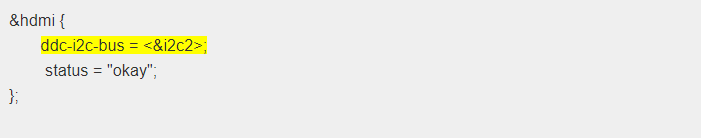 &hdmi {
ddc-i2c-bus = <&i2c2>;
status = "okay";
};